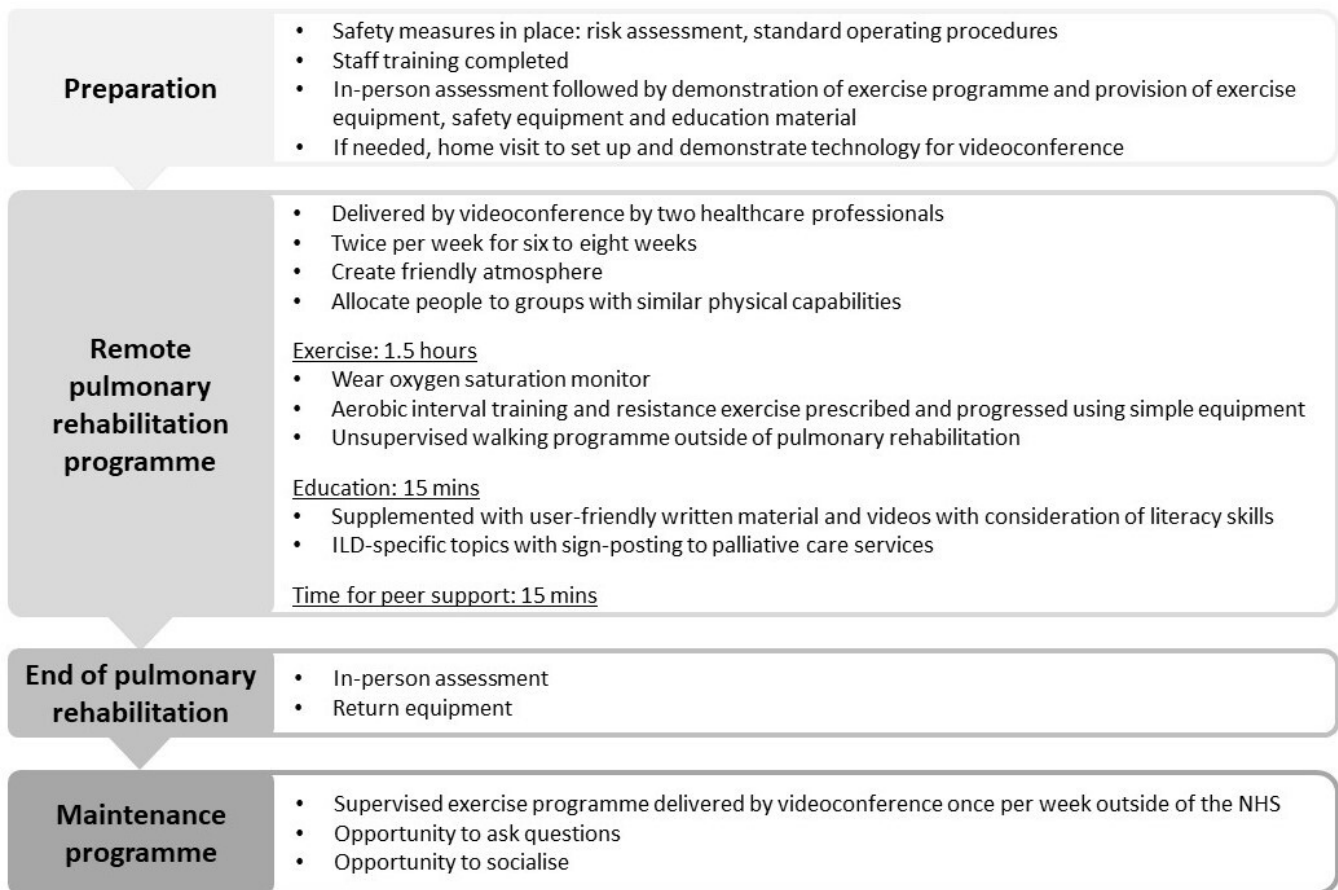 Preparation
• Safety measures in place: risk assessment, standard operating procedures
• Staff training completed
• In-person assessment followed by demonstration of exercise programme and provision of exercise
equipment, safety equipment and education material
• If needed, home visit to set up and demonstrate technology for videoconference
Remote
pulmonary
rehabilitation
programme
• Delivered by videoconference by two healthcare professionals
• Twice per week for six to eight weeks
• Create friendly atmosphere
• Allocate people to groups with similar physical capabilities
Exercise: 1.5 hours
• Wear oxygen saturation monitor
• Aerobic interval training and resistance exercise prescribed and progressed using simple equipment
• Unsupervised walking programme outside of pulmonary rehabilitation
Education: 15 mins
• Supplemented with user-friendly written material and videos with consideration of literacy skills
• ILD-specific topics with sign-posting to palliative care services
Time for peer support: 15 mins
End of pulmonary
rehabilitation
• In-person assessment
• Return equipment
Maintenance
programme
• Supervised exercise programme delivered by videoconference once per week outside of the NHS
• Opportunity to ask questions
• Opportunity to socialise